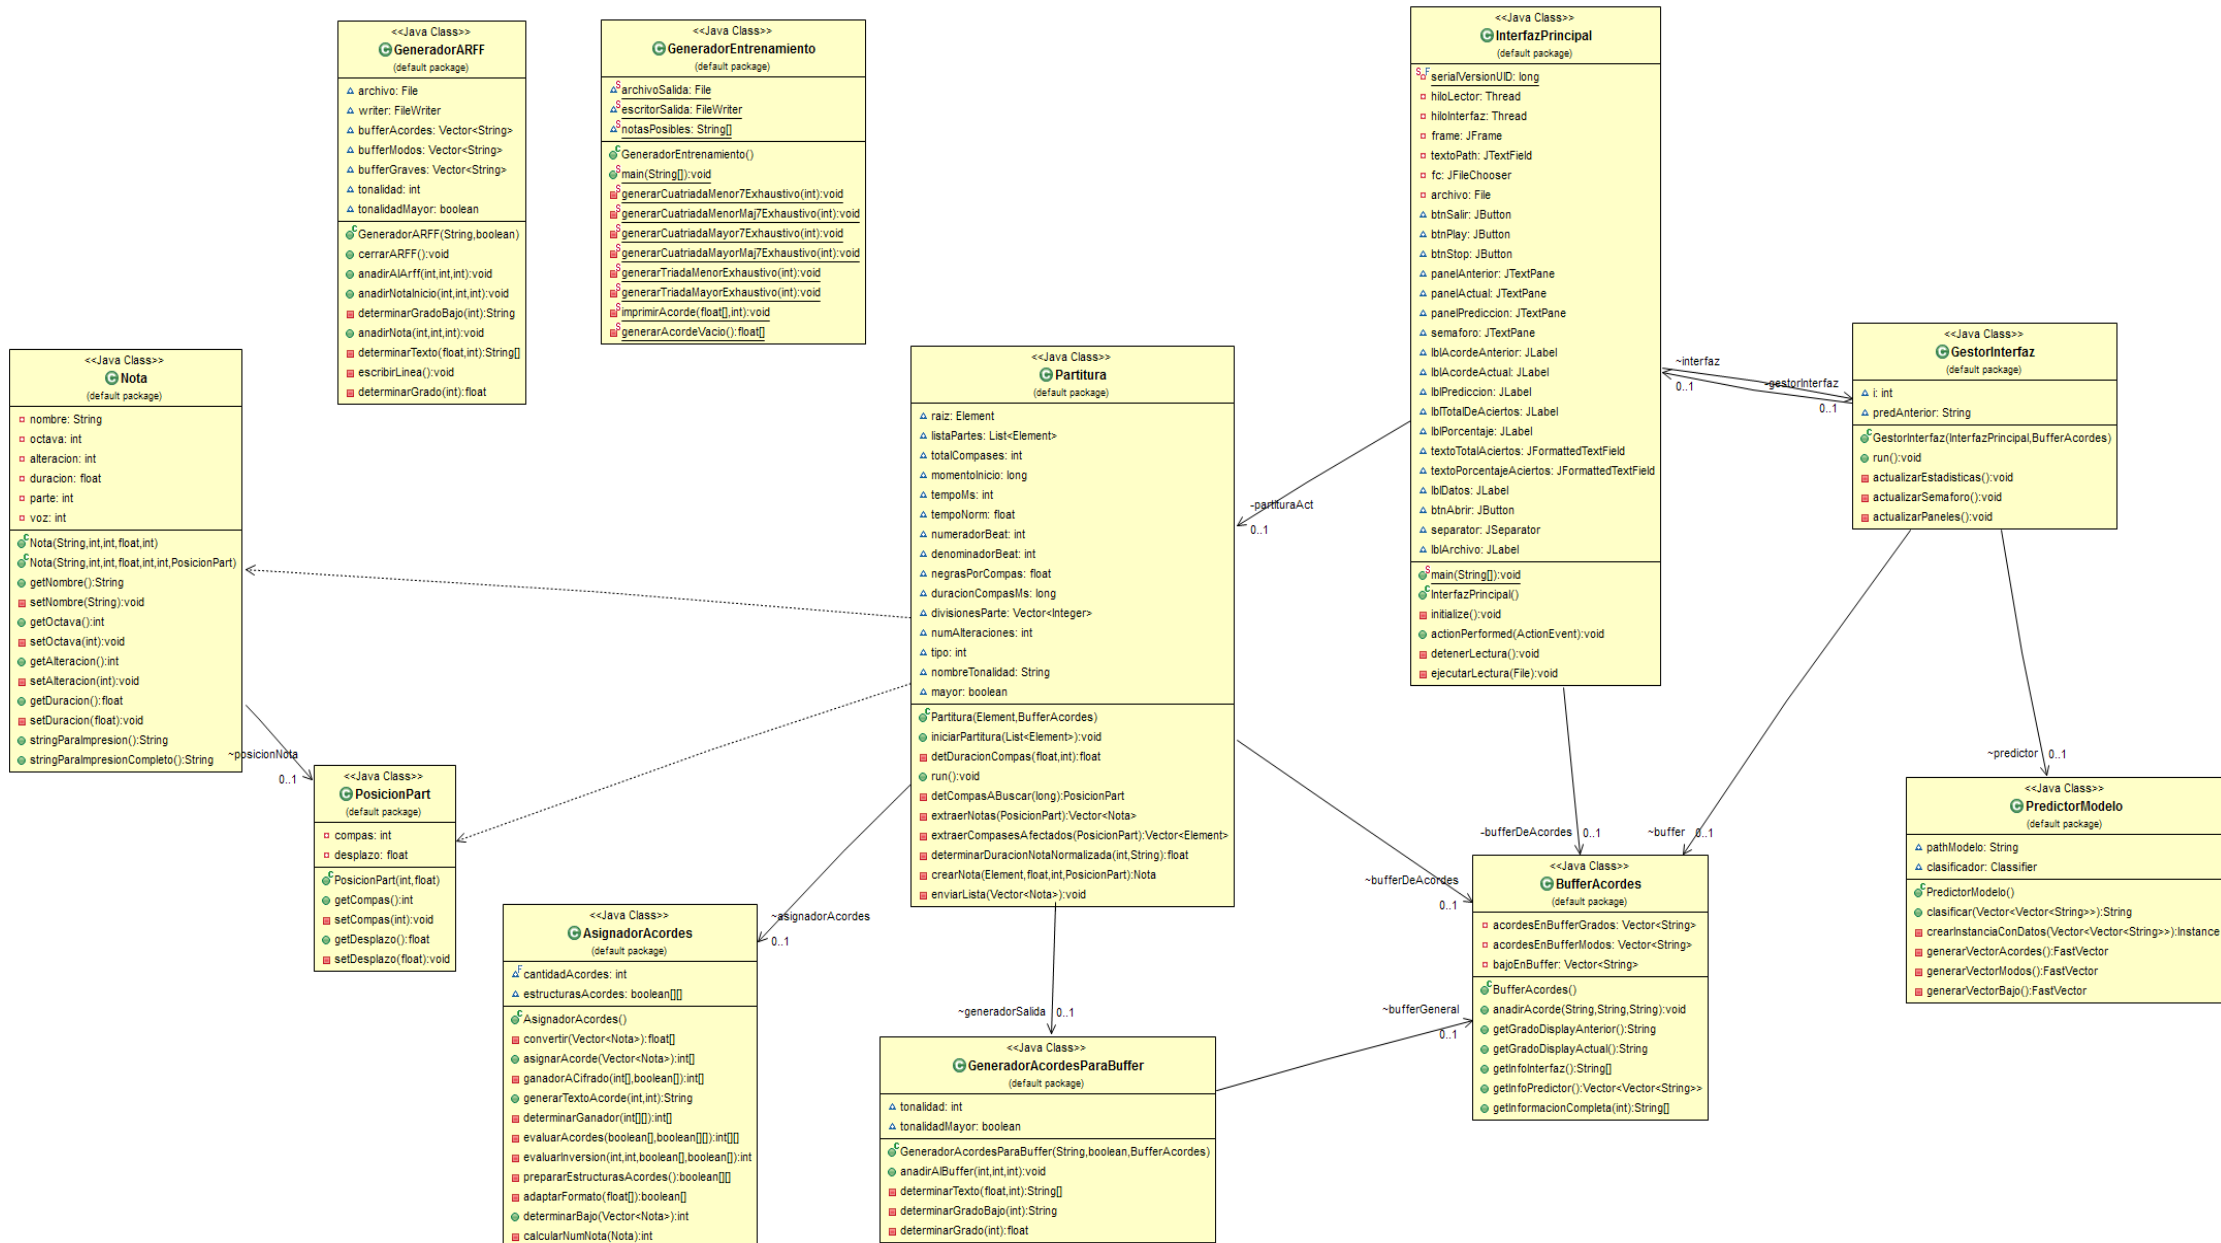 <<Java Class>>
GeneradorARFF
(default package)
archivo: File
writer: FileWriter
bufferAcordes: Vector<String>
bufferModos: Vector<String>
bufferGraves: Vector<String>
tonalidad: int
tonalidadMayor: boolean
GeneradorARFF(String,boolean)
cerrarARFF():void
anadirAlArff(int,int,int):void
anadirNotaInicio(int,int,int):void
determinarGradoBajo(int):String
anadirNota(int,int,int):void
determinarTexto(float,int):String[]
escribirLinea():void
determinarGrado(int):float
<<Java Class>>
GeneradorEntrenamiento
(default package)
archivoSalida: File
escritorSalida: FileWriter
notasPosibles: String[]
GeneradorEntrenamiento()
main(String[]):void
generarCuatriadaMenor7Exhaustivo(int):void
generarCuatriadaMenorMaj7Exhaustivo(int):void
generarCuatriadaMayor7Exhaustivo(int):void
generarCuatriadaMayorMaj7Exhaustivo(int):void
generarTriadaMenorExhaustivo(int):void
generarTriadaMayorExhaustivo(int):void
imprimirAcorde(float[],int):void
generarAcordeVacio():float[]
<<Java Class>>
InterfazPrincipal
(default package)
serialVersionUID: long
hiloLector: Thread
hiloInterfaz: Thread
frame: JFrame
textoPath: JTextField
fc: JFileChooser
archivo: File
btnSalir: JButton
btnPlay: JButton
btnStop: JButton
panelAnterior: JTextPane
panelActual: JTextPane
panelPrediccion: JTextPane
semaforo: JTextPane
lblAcordeAnterior: JLabel
lblAcordeActual: JLabel
lblPrediccion: JLabel
lblTotalDeAciertos: JLabel
lblPorcentaje: JLabel
textoTotalAciertos: JFormattedTextField
textoPorcentajeAciertos: JFormattedTextField
lblDatos: JLabel
btnAbrir: JButton
separator: JSeparator
lblArchivo: JLabel
main(String[]):void
InterfazPrincipal()
initialize():void
actionPerformed(ActionEvent):void
detenerLectura():void
ejecutarLectura(File):void
~interfaz
0..1
-gestorInterfaz
0..1
<<Java Class>>
GestorInterfaz
(default package)
i: int
predAnterior: String
GestorInterfaz(InterfazPrincipal,BufferAcordes)
run():void
actualizarEstadisticas():void
actualizarSemaforo():void
actualizarPaneles():void
<<Java Class>>
Nota
(default package)
nombre: String
octava: int
alteracion: int
duracion: float
parte: int
voz: int
Nota(String,int,int,float,int)
Nota(String,int,int,float,int,int,PosicionPart)
getNombre():String
setNombre(String):void
getOctava():int
setOctava(int):void
getAlteracion():int
setAlteracion(int):void
getDuracion():float
setDuracion(float):void
stringParaImpresion():String
stringParaImpresionCompleto():String
~posicionNota
0..1
<<Java Class>>
PosicionPart
(default package)
compas: int
desplazo: float
PosicionPart(int,float)
getCompas():int
setCompas(int):void
getDesplazo():float
setDesplazo(float):void
<<Java Class>>
Partitura
(default package)
raiz: Element
listaPartes: List<Element>
totalCompases: int
momentoInicio: long
tempoMs: int
tempoNorm: float
numeradorBeat: int
denominadorBeat: int
negrasPorCompas: float
duracionCompasMs: long
divisionesParte: Vector<Integer>
numAlteraciones: int
tipo: int
nombreTonalidad: String
mayor: boolean
Partitura(Element,BufferAcordes)
iniciarPartitura(List<Element>):void
detDuracionCompas(float,int):float
run():void
detCompasABuscar(long):PosicionPart
extraerNotas(PosicionPart):Vector<Nota>
extraerCompasesAfectados(PosicionPart):Vector<Element>
determinarDuracionNotaNormalizada(int,String):float
crearNota(Element,float,int,PosicionPart):Nota
enviarLista(Vector<Nota>):void
-partituraAct
0..1
~asignadorAcordes
0..1
~generadorSalida
0..1
~bufferDeAcordes
0..1
-bufferDeAcordes
0..1
~buffer
0..1
~predictor
0..1
~bufferGeneral
0..1
<<Java Class>>
AsignadorAcordes
(default package)
cantidadAcordes: int
estructurasAcordes: boolean[][]
AsignadorAcordes()
convertir(Vector<Nota>):float[]
asignarAcorde(Vector<Nota>):int[]
ganadorACifrado(int[],boolean[]):int[]
generarTextoAcorde(int,int):String
determinarGanador(int[][]):int[]
evaluarAcordes(boolean[],boolean[][]):int[][]
evaluarInversion(int,int,boolean[],boolean[]):int
prepararEstructurasAcordes():boolean[][]
adaptarFormato(float[]):boolean[]
determinarBajo(Vector<Nota>):int
calcularNumNota(Nota):int
<<Java Class>>
GeneradorAcordesParaBuffer
(default package)
tonalidad: int
tonalidadMayor: boolean
GeneradorAcordesParaBuffer(String,boolean,BufferAcordes)
anadirAlBuffer(int,int,int):void
determinarTexto(float,int):String[]
determinarGradoBajo(int):String
determinarGrado(int):float
<<Java Class>>
BufferAcordes
(default package)
acordesEnBufferGrados: Vector<String>
acordesEnBufferModos: Vector<String>
bajoEnBuffer: Vector<String>
BufferAcordes()
anadirAcorde(String,String,String):void
getGradoDisplayAnterior():String
getGradoDisplayActual():String
getInfoInterfaz():String[]
getInfoPredictor():Vector<Vector<String>>
getInformacionCompleta(int):String[]
<<Java Class>>
PredictorModelo
(default package)
pathModelo: String
clasificador: Classifier
PredictorModelo()
clasificar(Vector<Vector<String>>):String
crearInstanciaConDatos(Vector<Vector<String>>):Instance
generarVectorAcordes():FastVector
generarVectorModos():FastVector
generarVectorBajo():FastVector